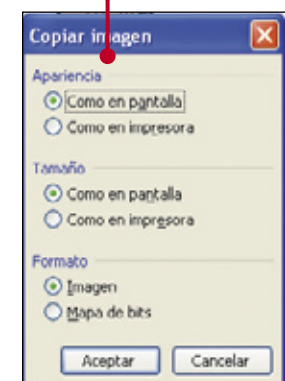 Copiar imagen
Apariencia
Como en pantalla
Como en impresora
Tamaño
Como en pantalla
Como en impresora
Formato
Imagen
Mapa de bits
Aceptar Cancelar